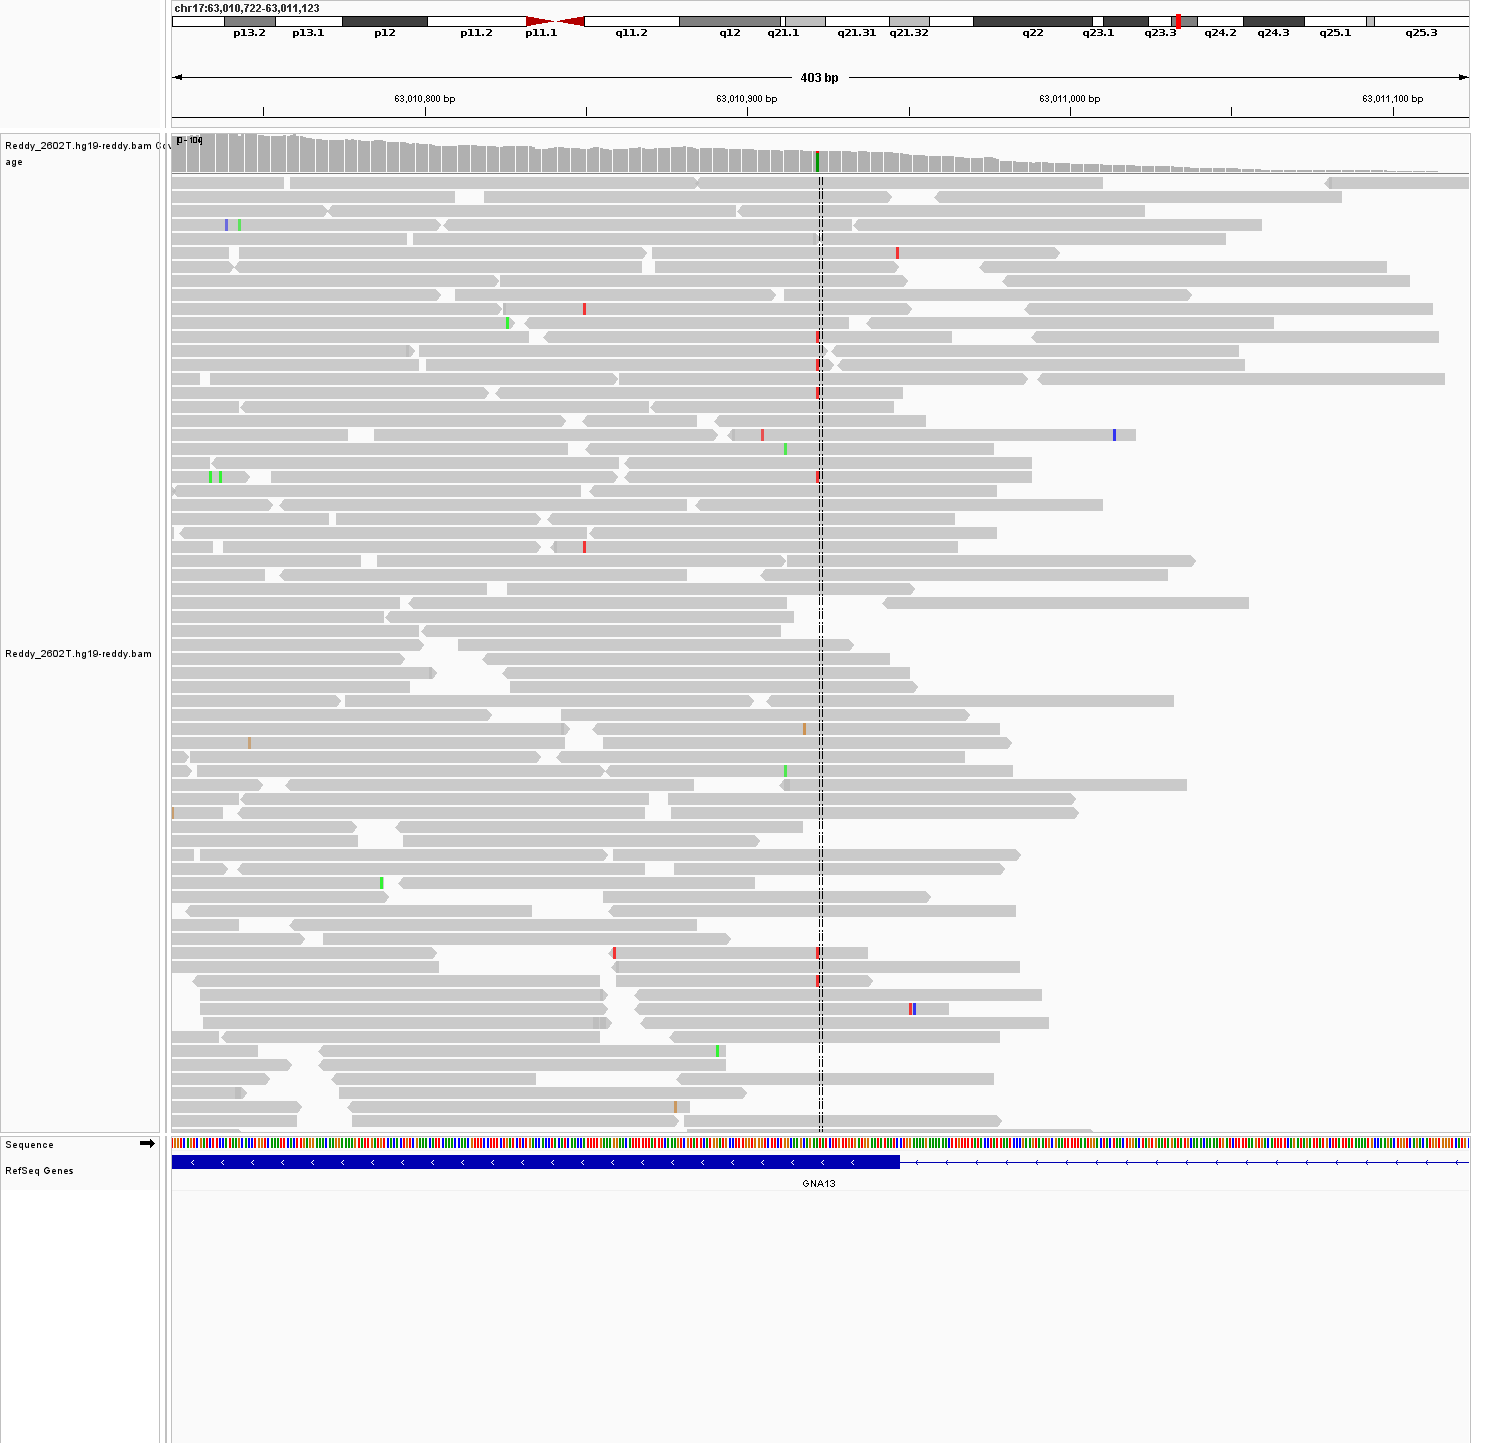 chr17:63,010,722-63,011,123
p13.2 p13.1 p12 p11.2 p11.1 q11.2 q12 q21.1 q21.31 q21.32 q22 q23.1 q23.3 q24.2 q24.3 q25.1 q25.3
403 bp
63,010,800 bp 63,010,900 bp 63,011,000 bp 63,011,100 bp
Reddy_2602T.hg19-reddy.bam Cov
age
Reddy_2602T.hg19-reddy.bam
Sequence
RefSeq Genes
GNA13